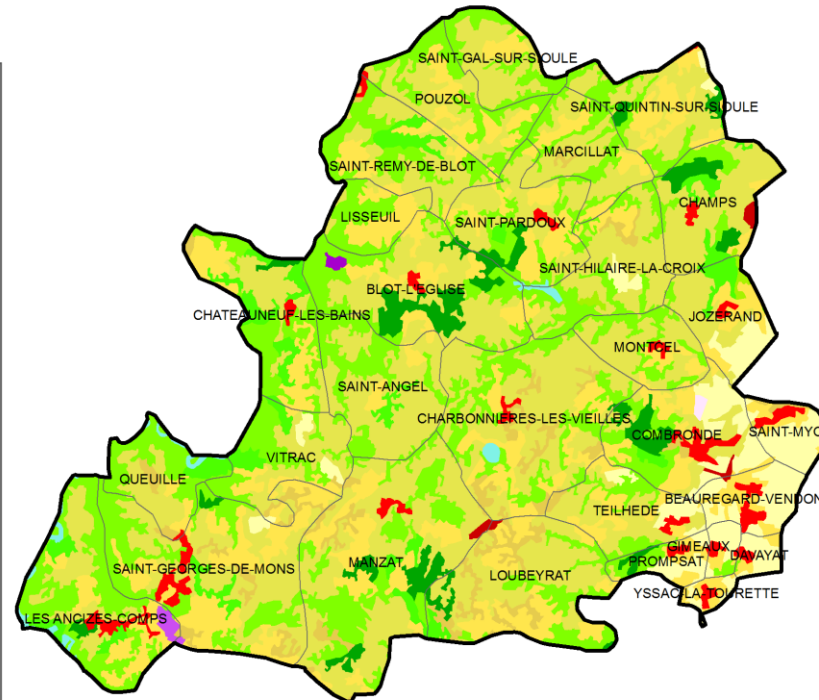 SAINT-GAL-SUR-SIOULE
POUZOL
SAINT-QUINTIN-SUR-SIOULE
MARCILLAT
SAINT-REMY-DE-BLOT
CHAMPS
LISSEUIL
SAINT-PARDOUX
SAINT-HILAIRE-LA-CROIX
BLOT-L'EGLISE
CHATEAUNEUF-LES-BAINS
JOZERAND
MONTCEL
SAINT-ANGEL
CHARBONNIERES-LES-VIEILLES
COMBRONDE
SAINT-MYO
VITRAC
QUEUILLE
BEAUREGARD-VENDON
TEILHEDE
GIMEAUX
DAVAYAT
PROMPSAT
MANZAT
SAINT-GEORGES-DE-MONS
LOUBEYRAT
YSSAC-LA-TOURETTE
LES ANCIZES-COMPS